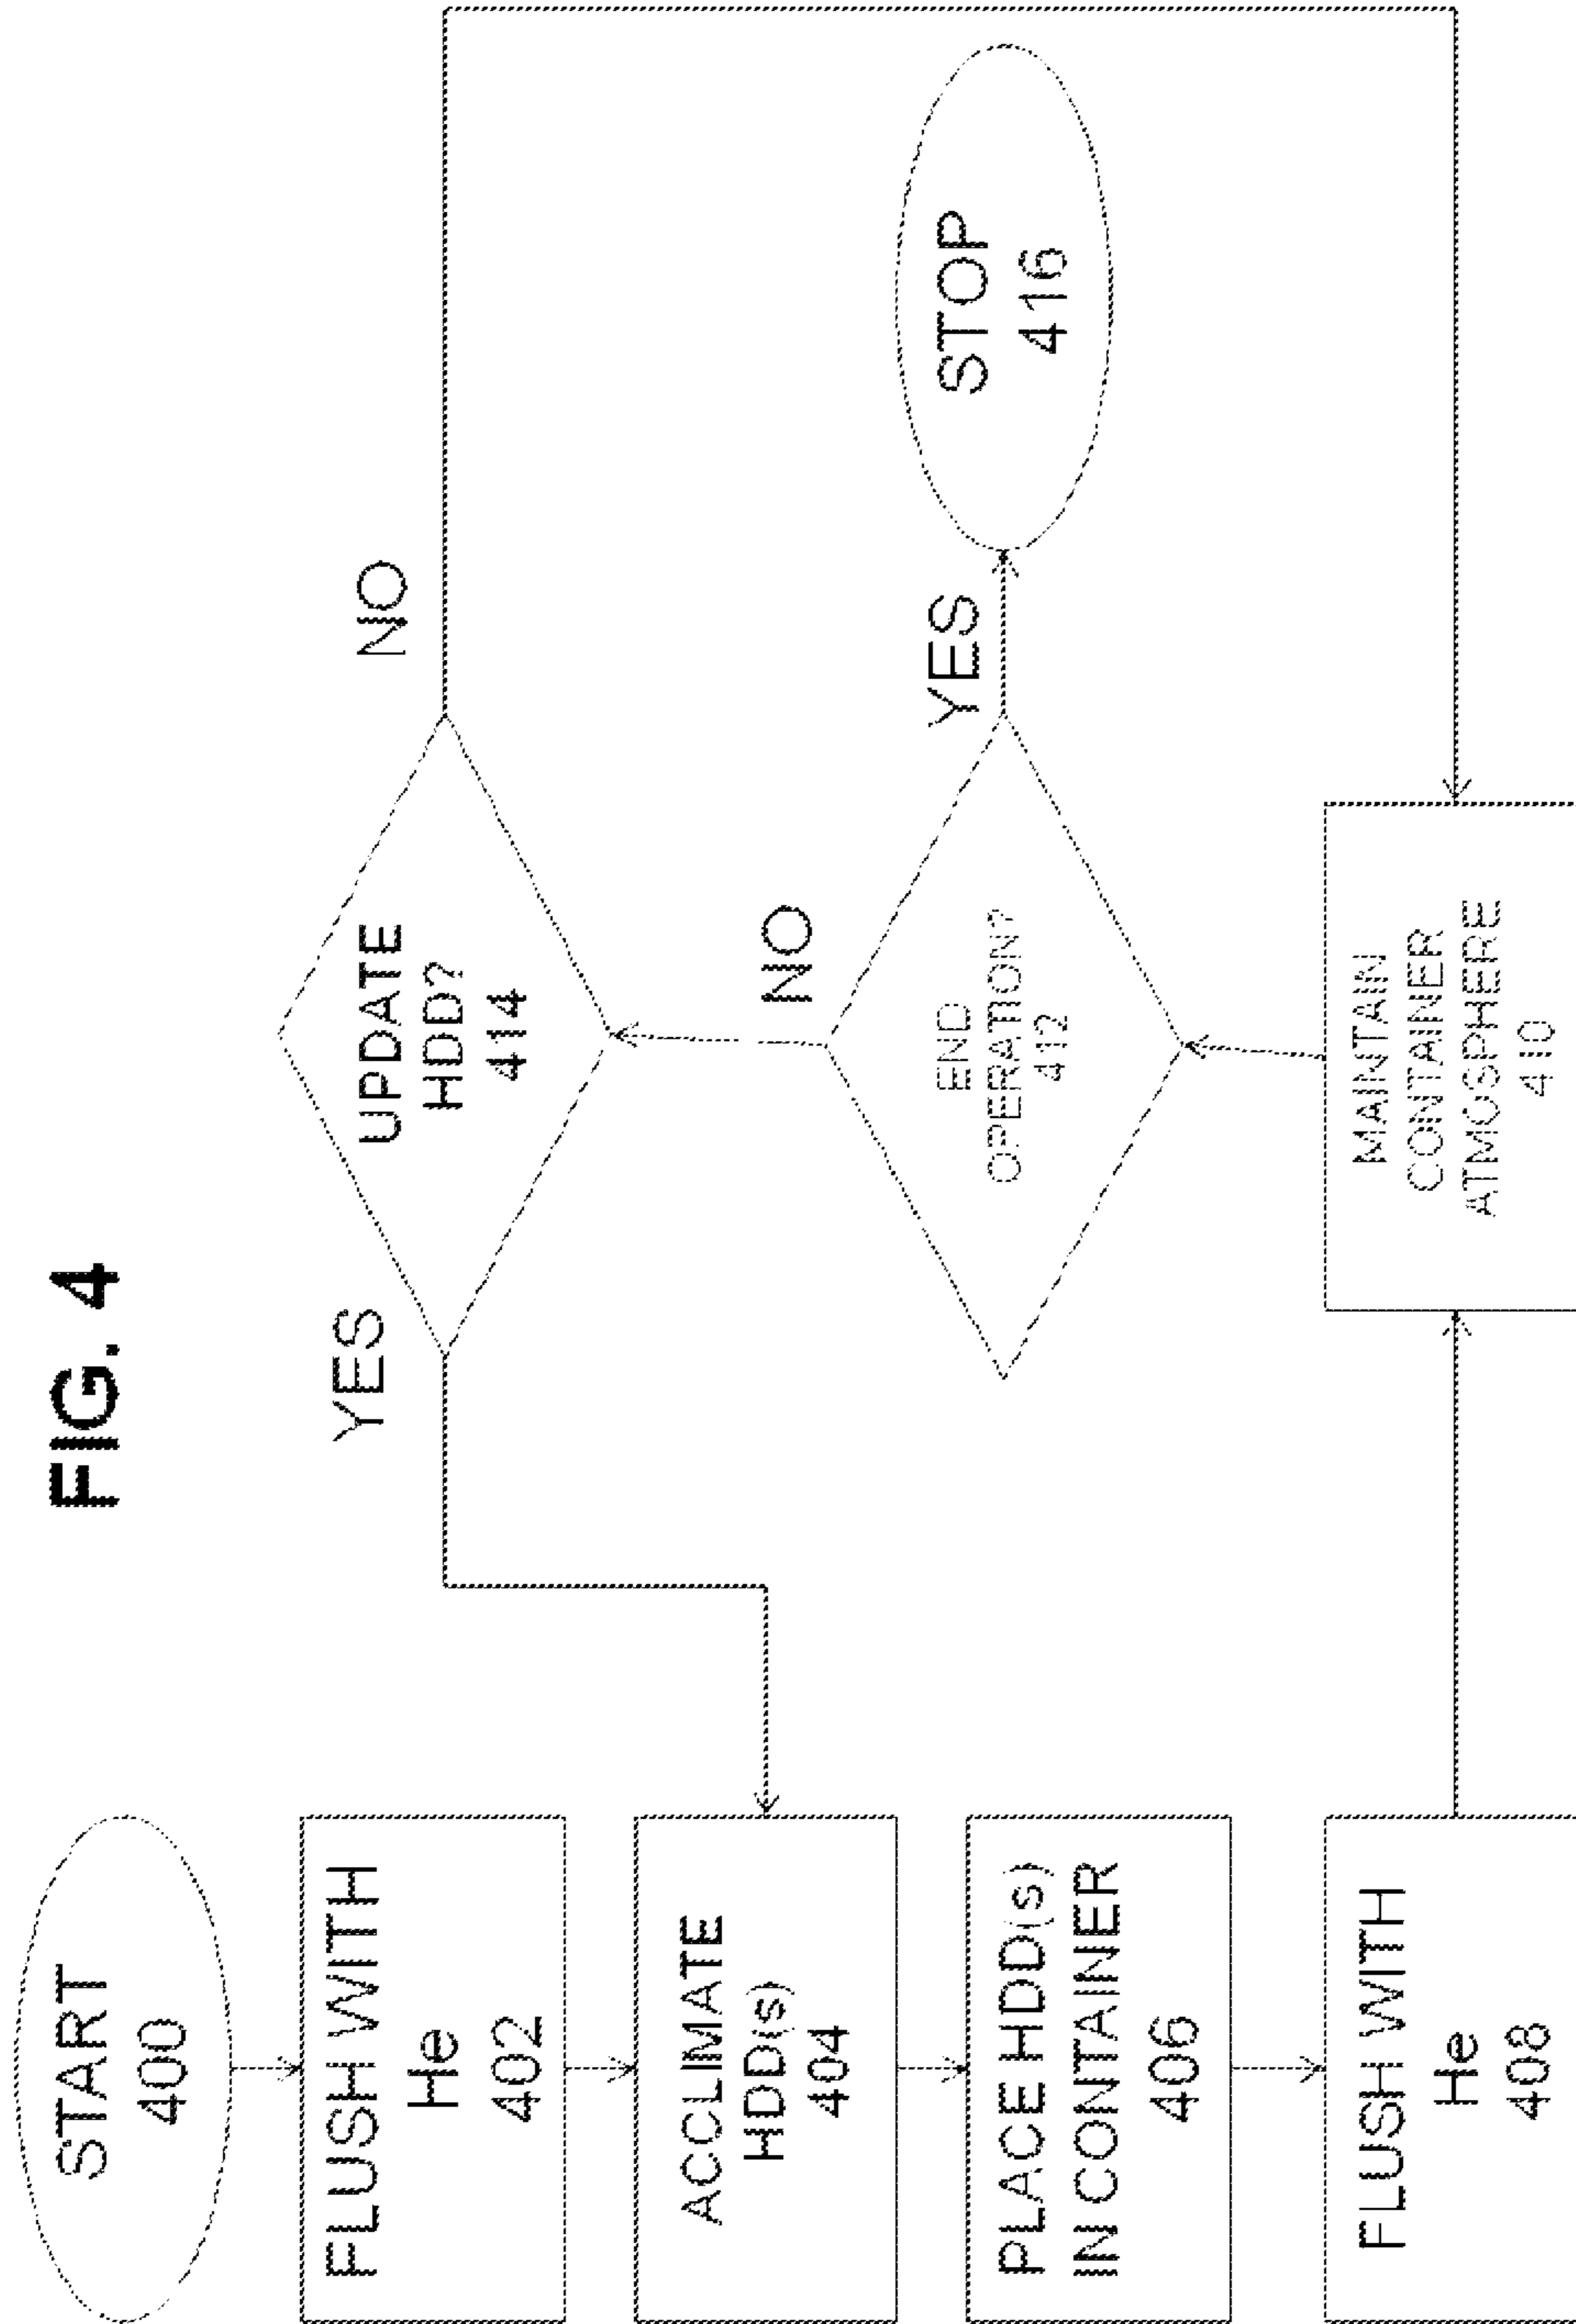 FIG. 4
START
400
FLUSH WITH
He
402
ACCLIMATE
HDD(s)
404
PLACE HDD(s)
IN CONTAINER
406
FLUSH WITH
He
408
MAINTAIN
CONTAINER
ATMOSPHERE
410
END
OPERATION?
412
YES
STOP
416
NO
UPDATE
HDD?
414
YES
NO